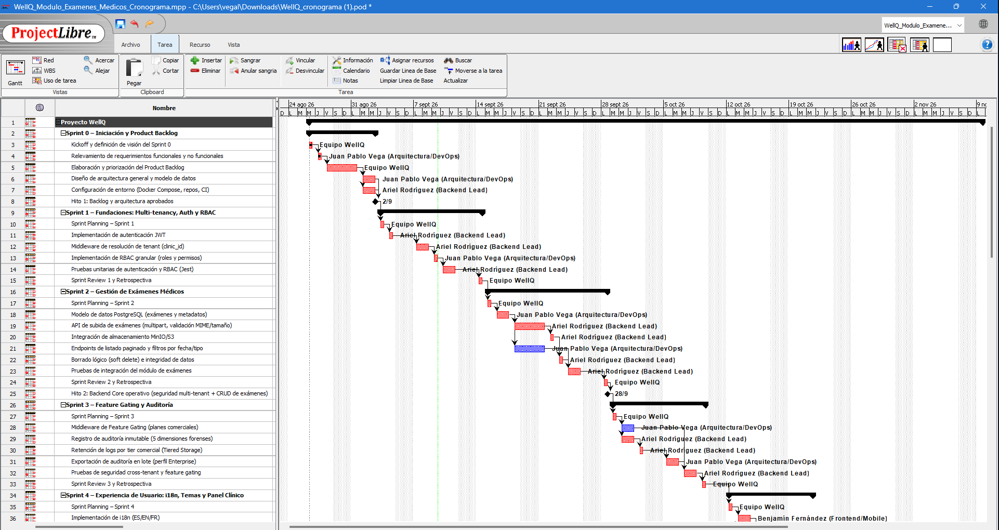 WellQ_Modulo_Examenes_Medicos_Cronograma.mpp - C:\Users\vegal\Downloads\WellQ_cronograma (1).pod *
ProjectLibre TM
WellQ_Modulo_Examene...
Archivo
Tarea
Recurso
Vista
Gantt
Red
WBS
Uso de tarea
Acercar
Alejar
Vistas
Pegar
Copiar
Cortar
Clipboard
Insertar
Eliminar
Sangrar
Anular sangria
Vincular
Desvincular
Información
Calendario
Notas
Asignar recursos
Guardar Linea de Base
Limpiar Linea de Base
Buscar
Moverse a la tarea
Actualizar
Tarea
Nombre
24 ago 26 31 ago 26 7 sept 26 14 sept 26 21 sept 26 28 sept 26 5 oct 26 12 oct 26 19 oct 26 26 oct 26 2 nov 26 9 no
D L M M J V S D L M M J V S D L M M J V S D L M M J V S D L M M J V S D L M M J V S D L M M J V S D L M M J V S D L M M J V S D L M M J V S D L M M J V S D L
1 Proyecto WellQ
2 Sprint 0 – Iniciación y Product Backlog
3 Kickoff y definición de visión del Sprint 0 Equipo WellQ
4 Relevamiento de requerimientos funcionales y no funcionales Juan Pablo Vega (Arquitectura/DevOps)
5 Elaboración y priorización del Product Backlog Equipo WellQ
6 Diseño de arquitectura general y modelo de datos Juan Pablo Vega (Arquitectura/DevOps)
7 Configuración de entorno (Docker Compose, repos, CI) Ariel Rodríguez (Backend Lead)
8 Hito 1: Backlog y arquitectura aprobados 2/9
9 Sprint 1 – Fundaciones: Multi-tenancy, Auth y RBAC
10 Sprint Planning – Sprint 1 Equipo WellQ
11 Implementación de autenticación JWT Ariel Rodríguez (Backend Lead)
12 Middleware de resolución de tenant (clinic_id) Ariel Rodríguez (Backend Lead)
13 Implementación de RBAC granular (roles y permisos) Juan Pablo Vega (Arquitectura/DevOps)
14 Pruebas unitarias de autenticación y RBAC (Jest) Ariel Rodríguez (Backend Lead)
15 Sprint Review 1 y Retrospectiva Equipo WellQ
16 Sprint 2 – Gestión de Exámenes Médicos
17 Sprint Planning – Sprint 2 Equipo WellQ
18 Modelo de datos PostgreSQL (exámenes y metadatos) Juan Pablo Vega (Arquitectura/DevOps)
19 API de subida de exámenes (multipart, validación MIME/tamaño) Ariel Rodríguez (Backend Lead)
20 Integración de almacenamiento MinIO/S3 Ariel Rodríguez (Backend Lead)
21 Endpoints de listado paginado y filtros por fecha/tipo Juan Pablo Vega (Arquitectura/DevOps)
22 Borrado lógico (soft delete) e integridad de datos Ariel Rodríguez (Backend Lead)
23 Pruebas de integración del módulo de exámenes Ariel Rodríguez (Backend Lead)
24 Sprint Review 2 y Retrospectiva Equipo WellQ
25 Hito 2: Backend Core operativo (seguridad multi-tenant + CRUD de exámenes) 28/9
26 Sprint 3 – Feature Gating y Auditoría
27 Sprint Planning – Sprint 3 Equipo WellQ
28 Middleware de Feature Gating (planes comerciales) Juan Pablo Vega (Arquitectura/DevOps)
29 Registro de auditoría inmutable (5 dimensiones forenses) Ariel Rodríguez (Backend Lead)
30 Retención de logs por tier comercial (Tiered Storage) Ariel Rodríguez (Backend Lead)
31 Exportación de auditoría en lote (perfil Enterprise) Juan Pablo Vega (Arquitectura/DevOps)
32 Pruebas de seguridad cross-tenant y feature gating Ariel Rodríguez (Backend Lead)
33 Sprint Review 3 y Retrospectiva Equipo WellQ
34 Sprint 4 – Experiencia de Usuario: i18n, Temas y Panel Clínico
35 Sprint Planning – Sprint 4 Equipo WellQ
36 Implementación de i18n (ES/EN/FR) Benjamín Fernández (Frontend/Mobile)